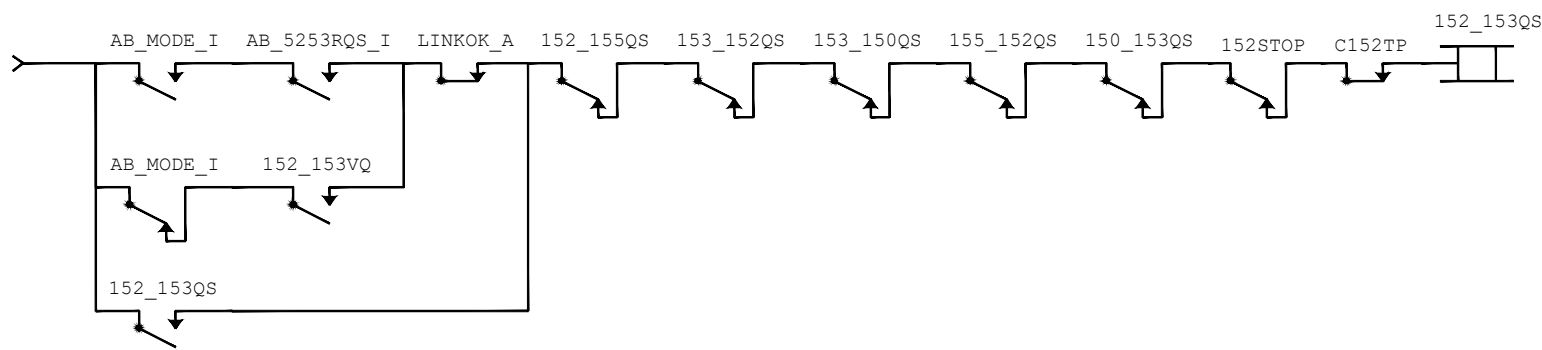 152_153QS
AB_MODE_I AB_5253RQS_I LINKOK_A 152_155QS 153_152QS 153_150QS 155_152QS 150_153QS 152STOP C152TP
AB_MODE_I 152_153VQ
152_153QS